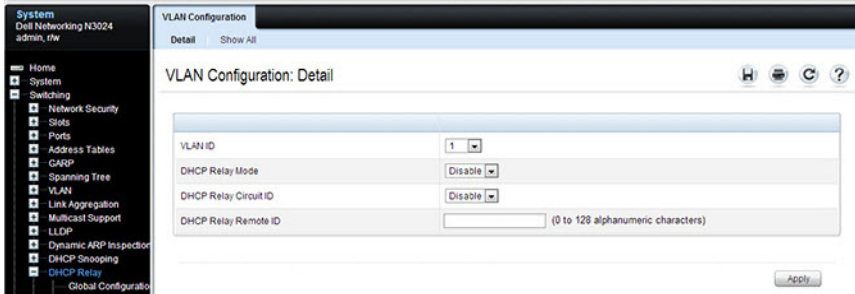 System
Dell Networking N3024
admin, r/w
Home
System
Switching
Network Security
Slots
Ports
Address Tables
GARP
Spanning Tree
VLAN
Link Aggregation
Multicast Support
LLDP
Dynamic ARP Inspection
DHCP Snooping
DHCP Relay
Global Configuratio
VLAN Configuration
Detail Show All
VLAN Configuration: Detail
VLAN ID 1
DHCP Relay Mode Disable
DHCP Relay Circuit ID Disable
DHCP Relay Remote ID (0 to 128 alphanumeric characters)
Apply